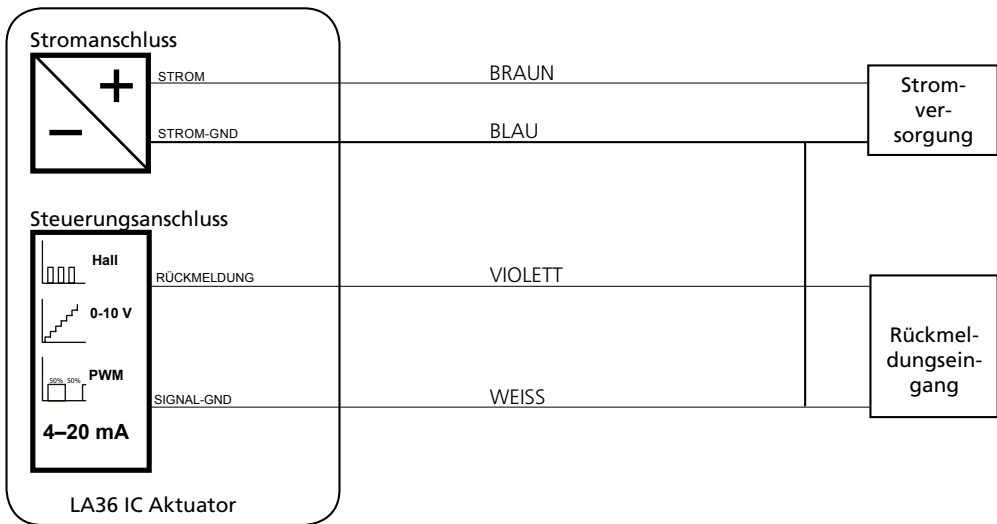 Stromanschluss
STROM
BRAUN
Strom-
ver-
sorgung
STROM-GND
BLAU
Steuerungsanschluss
Hall
RÜCKMELDUNG
VIOLETT
0-10 V
Rückmel-
dungsein-
gang
50% 50%
PWM
SIGNAL-GND
WEISS
4–20 mA
LA36 IC Aktuator